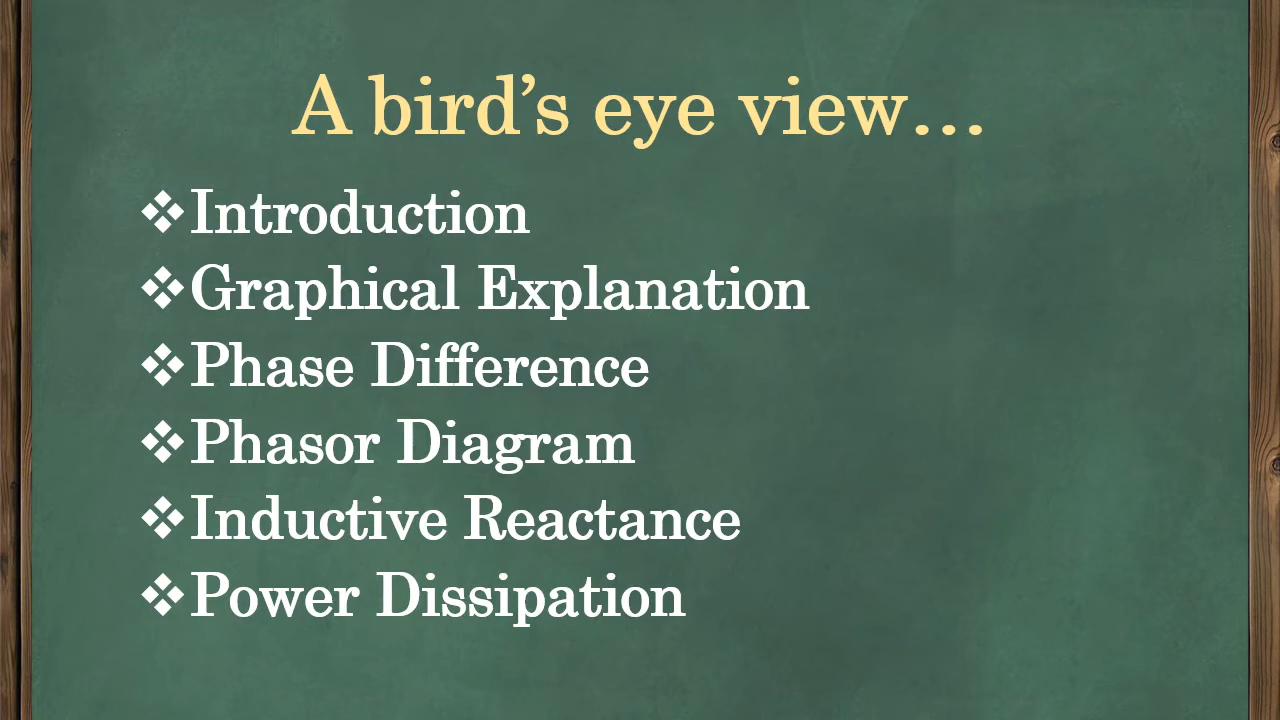 A bird’s eye view…
❖Introduction
❖Graphical Explanation
❖Phase Difference
❖Phasor Diagram
❖Inductive Reactance
❖Power Dissipation